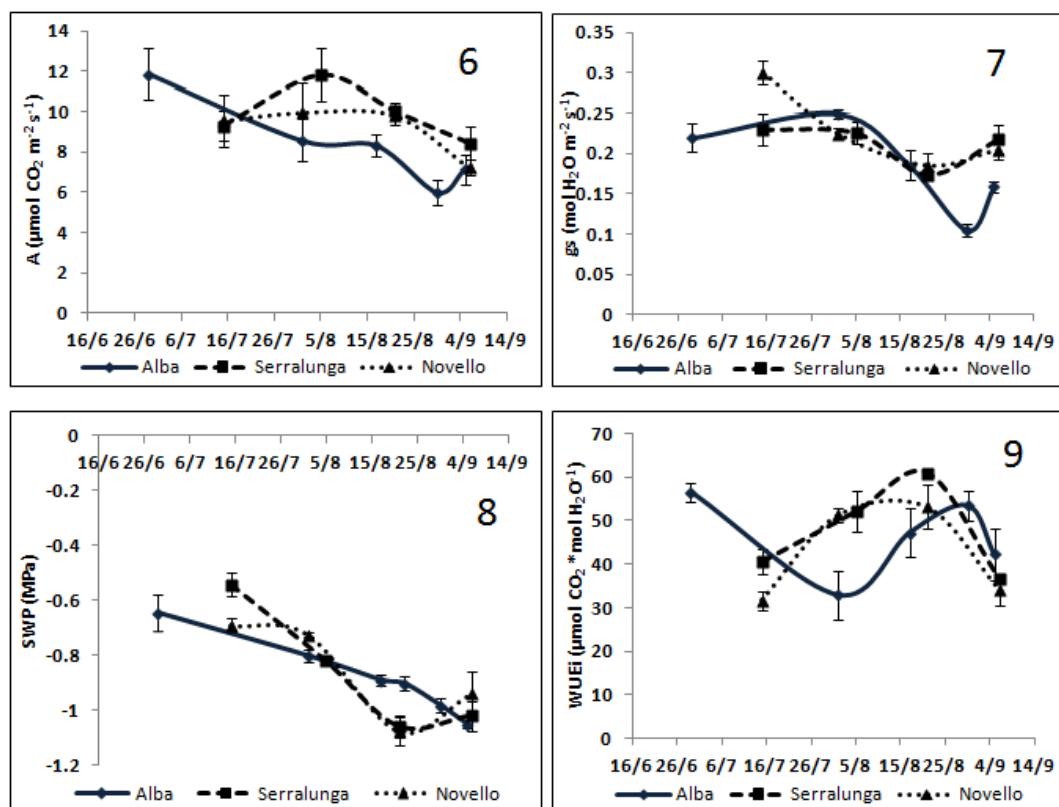 14
12
10
8
6
4
2
0
A (µmol CO2 m-2 s-1)
6
16/6 26/6 6/7 16/7 26/7 5/8 15/8 25/8 4/9 14/9
Alba Serralunga Novello
0.35
0.3
0.25
0.2
0.15
0.1
0.05
0
gs (mol H2O m-2 s-1)
7
16/6 26/6 6/7 16/7 26/7 5/8 15/8 25/8 4/9 14/9
Alba Serralunga Novello
0
16/6 26/6 6/7 16/7 26/7 5/8 15/8 25/8 4/9 14/9
-0.2
-0.4
-0.6
-0.8
-1
-1.2
SWP (MPa)
8
Alba Serralunga Novello
70
60
50
40
30
20
10
0
WUEi (µmol CO2 *mol H2O-1)
9
16/6 26/6 6/7 16/7 26/7 5/8 15/8 25/8 4/9 14/9
Alba Serralunga Novello